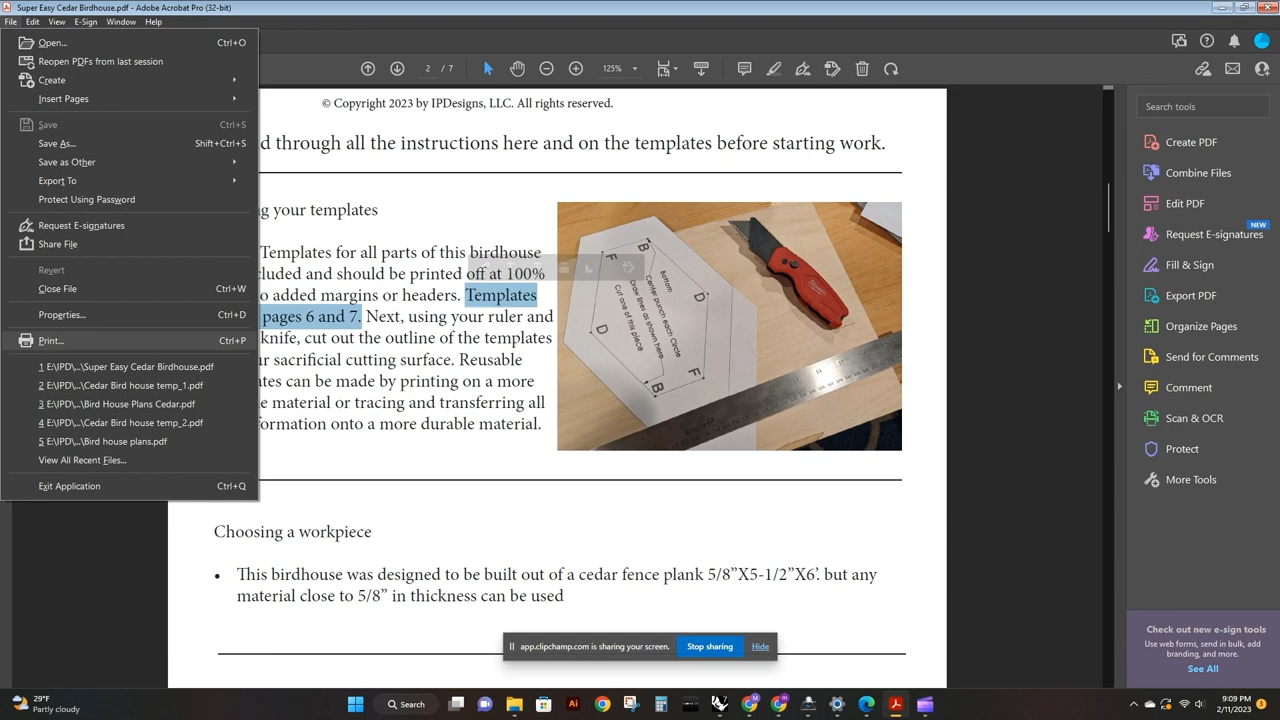 Super Easy Cedar Birdhouse.pdf - Adobe Acrobat Pro (32-bit)
File Edit View E-Sign Window Help
Open... Ctrl+O
Reopen PDFs from last session
Create
Insert Pages
Save Ctrl+S
Save As... Shift+Ctrl+S
Save as Other
Export To
Protect Using Password
Request E-signatures
Share File
Revert
Close File Ctrl+W
Properties... Ctrl+D
Print... Ctrl+P
1 E:\IPD\...\Super Easy Cedar Birdhouse.pdf
2 E:\IPD\...\Cedar Bird house temp_1.pdf
3 E:\IPD\...\Bird House Plans Cedar.pdf
4 E:\IPD\...\Cedar Bird house temp_2.pdf
5 E:\IPD\...\Bird house plans.pdf
View All Recent Files...
Exit Application Ctrl+Q
2 / 7
125%
© Copyright 2023 by IPDesigns, LLC. All rights reserved.
d through all the instructions here and on the templates before starting work.
g your templates
Templates for all parts of this birdhouse
cluded and should be printed off at 100%
o added margins or headers. Templates
pages 6 and 7. Next, using your ruler and
knife, cut out the outline of the templates
ur sacrificial cutting surface. Reusable
ates can be made by printing on a more
e material or tracing and transferring all
formation onto a more durable material.
B
F
D
Bottom
Center punch each Circle
Draw lines as shown here
Cut one of this piece
D
F
B
Choosing a workpiece
• This birdhouse was designed to be built out of a cedar fence plank 5/8”X5-1/2”X6’. but any
material close to 5/8” in thickness can be used
app.clipchamp.com is sharing your screen. Stop sharing Hide
Search tools
Create PDF
Combine Files
Edit PDF
NEW
Request E-signatures
Fill & Sign
Export PDF
Organize Pages
Send for Comments
Comment
Scan & OCR
Protect
More Tools
Check out new e-sign tools
Use web forms, send in bulk, add
branding, and more.
See All
29°F
Partly cloudy
Search
9:09 PM
2/11/2023